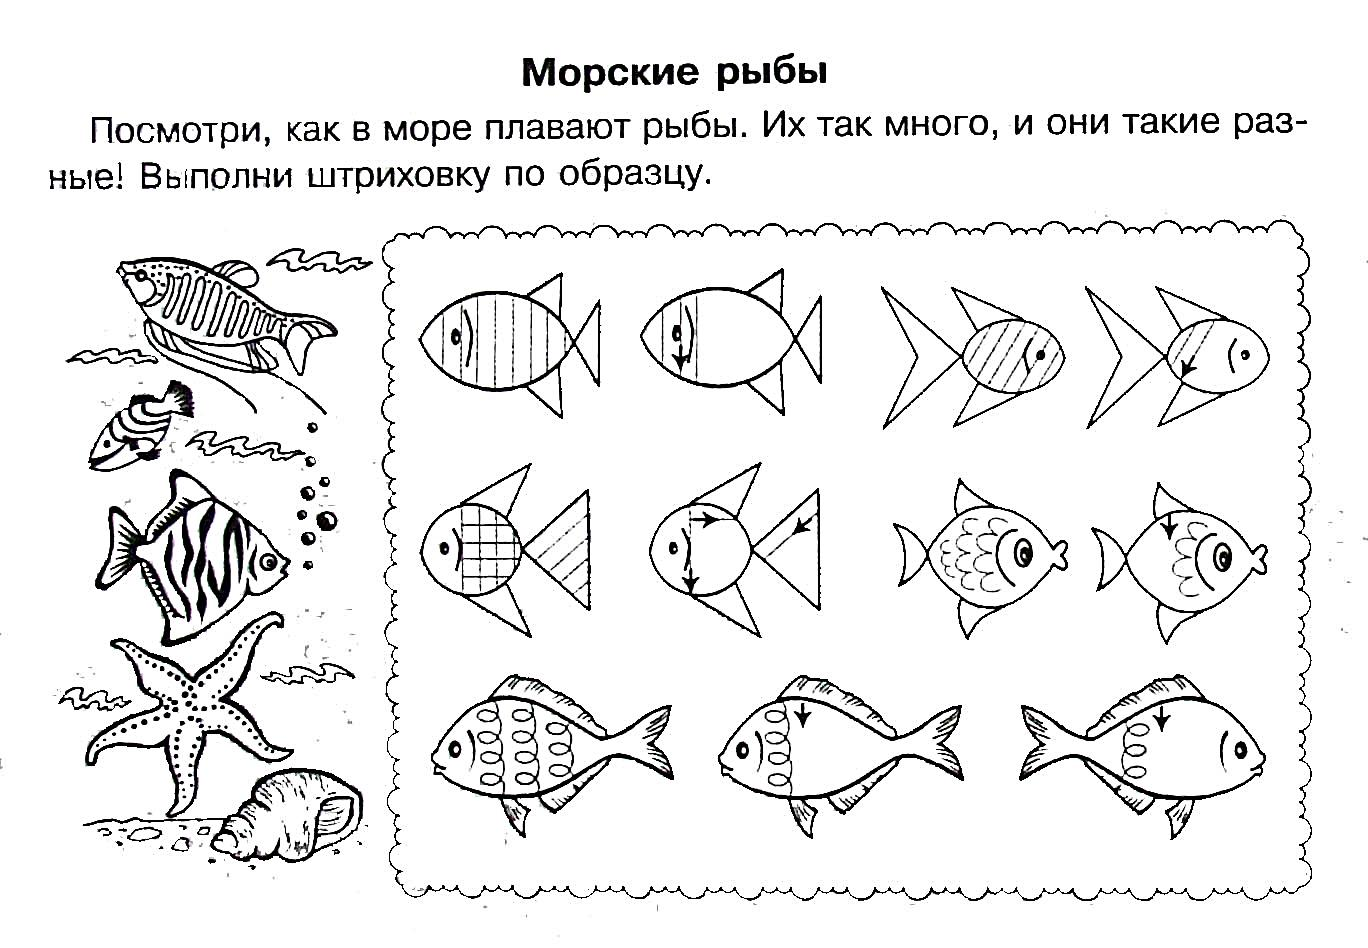 Морские рыбы
Посмотри, как в море плавают рыбы. Их так много, и они такие раз-
ные! Выполни штриховку по образцу.